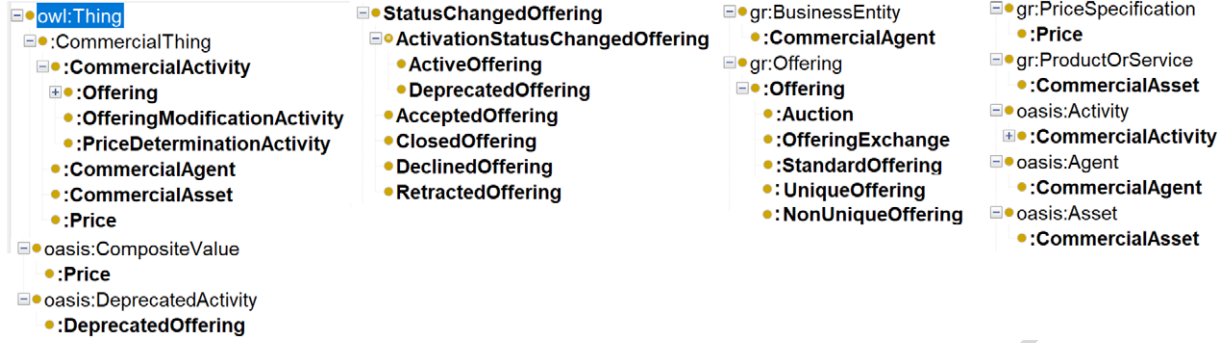 owl:Thing
:CommercialThing
:CommercialActivity
:Offering
:OfferingModificationActivity
:PriceDeterminationActivity
:CommercialAgent
:CommercialAsset
:Price
oasis:CompositeValue
:Price
oasis:DeprecatedActivity
:DeprecatedOffering
StatusChangedOffering
ActivationStatusChangedOffering
ActiveOffering
DeprecatedOffering
AcceptedOffering
ClosedOffering
DeclinedOffering
RetractedOffering
gr:BusinessEntity
:CommercialAgent
gr:Offering
:Offering
:Auction
:OfferingExchange
:StandardOffering
:UniqueOffering
:NonUniqueOffering
gr:PriceSpecification
:Price
gr:ProductOrService
:CommercialAsset
oasis:Activity
:CommercialActivity
oasis:Agent
:CommercialAgent
oasis:Asset
:CommercialAsset